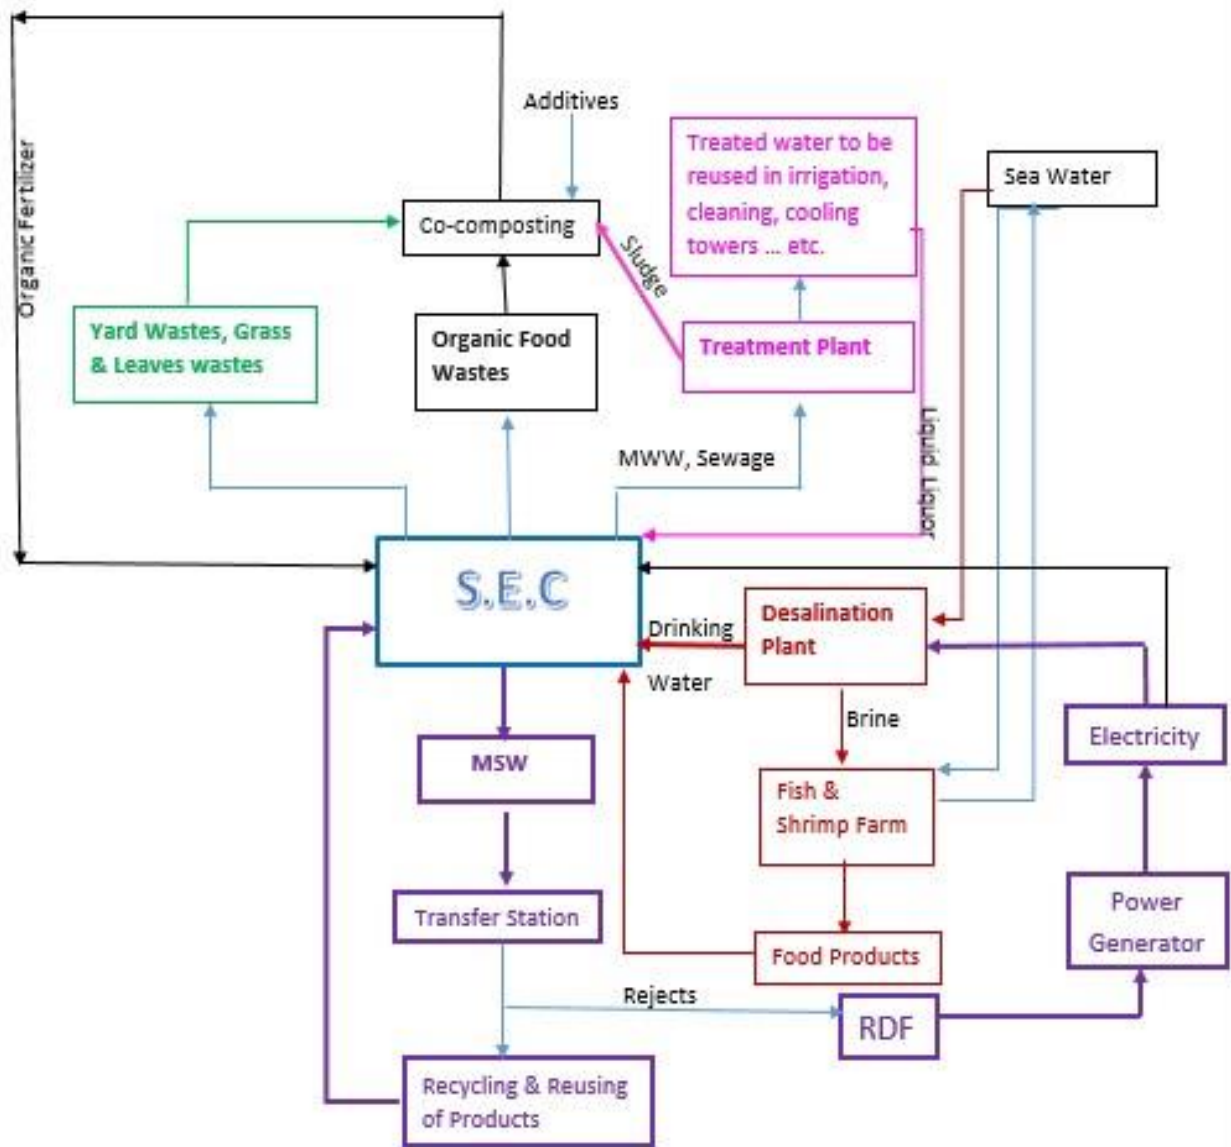 Additives
Organic Fertilizer
Treated water to be
reused in irrigation,
cleaning, cooling
towers ... etc.
Sea Water
Co-composting
Sludge
Yard Wastes, Grass
& Leaves wastes
Organic Food
Wastes
Treatment Plant
MWW, Sewage
Liquid Liquor
S.E.C
Desalination
Plant
Drinking
Water
Brine
Electricity
MSW
Fish &
Shrimp Farm
Transfer Station
Power
Generator
Food Products
Rejects
RDF
Recycling & Reusing
of Products